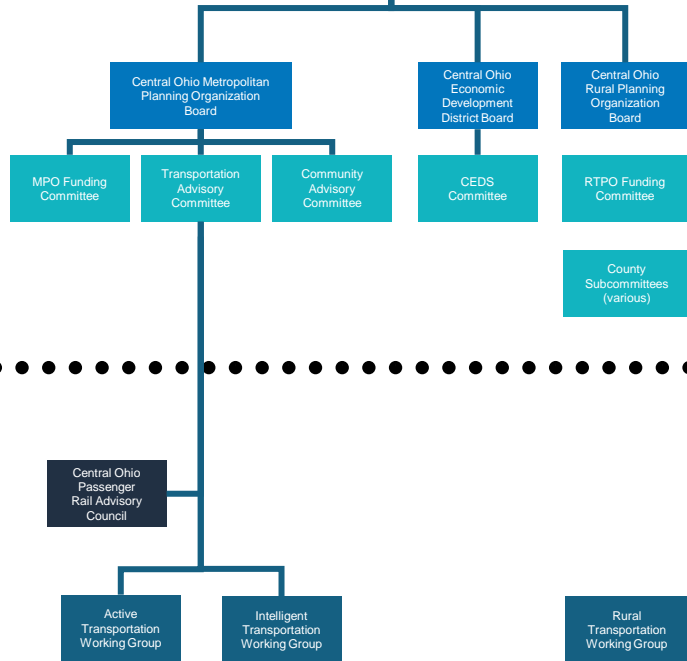 Central Ohio Metropolitan
Planning Organization
Board
Central Ohio
Economic
Development
District Board
Central Ohio
Rural Planning
Organization
Board
MPO Funding
Committee
Transportation
Advisory
Committee
Community
Advisory
Committee
CEDS
Committee
RTPO Funding
Committee
County
Subcommittees
(various)
Central Ohio
Passenger
Rail Advisory
Council
Active
Transportation
Working Group
Intelligent
Transportation
Working Group
Rural
Transportation
Working Group